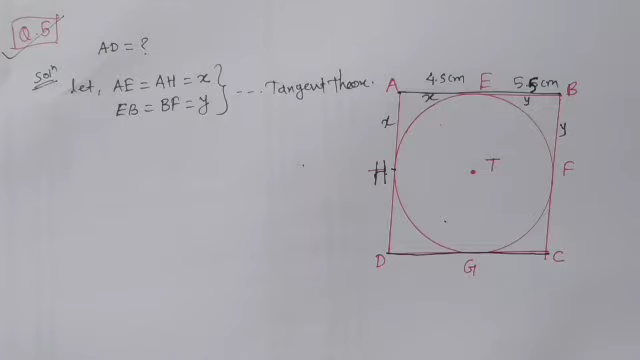 Q.5
AD = ?
Solⁿ
let, AE = AH = x
EB = BF = y
.... Tangent theore.
A 4.5cm E 5.5cm B
x y
x y
H T F
D G C